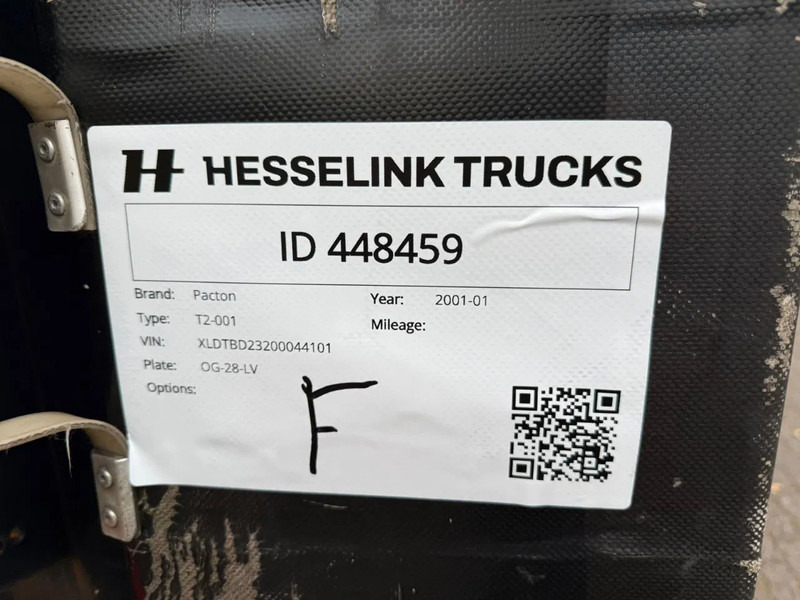 HESSELINK TRUCKS
ID 448459
Brand: Pacton Year: 2001-01
Type: T2-001 Mileage:
VIN: XLDTBD23200044101
Plate: OG-28-LV
Options:
F